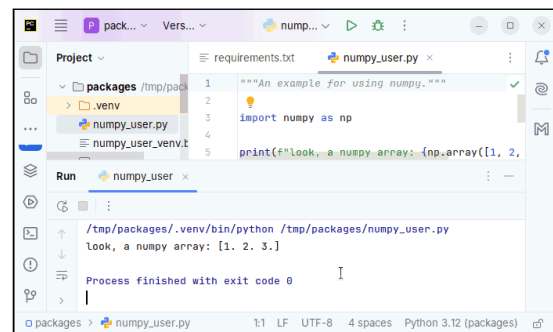 PC
P pack... Vers... nump...
Project
requirements.txt
numpy_user.py
packages /tmp/pack
.venv
numpy_user.py
numpy_user_venv.b
1 """An example for using numpy."""
2
3 import numpy as np
5 print(f"look, a numpy array: {np.array([1, 2,
Run numpy_user
/tmp/packages/.venv/bin/python /tmp/packages/numpy_user.py
look, a numpy array: [1. 2. 3.]
Process finished with exit code 0
packages > numpy_user.py 1:1 LF UTF-8 4 spaces Python 3.12 (packages)